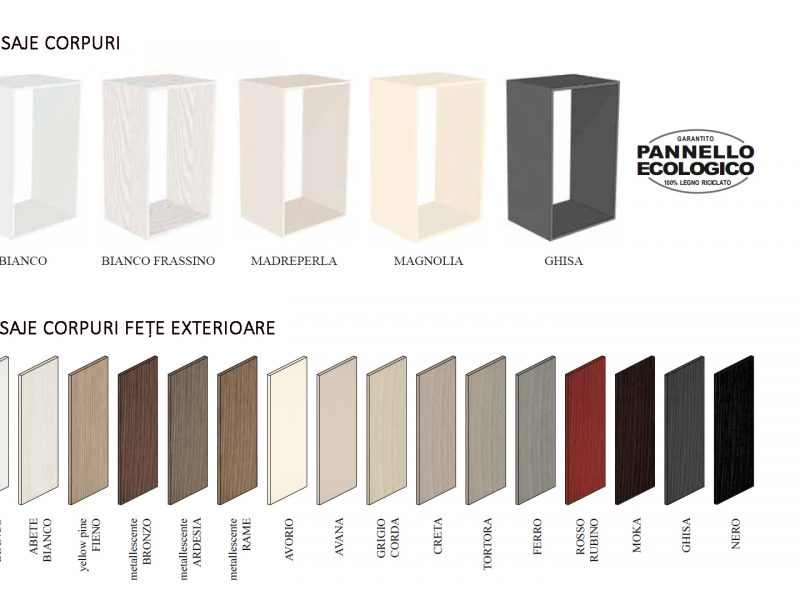 SAJE CORPURI
GARANTITO
PANNELLO
ECOLOGICO
100% LEGNO RICICLATO
BIANCO
BIANCO FRASSINO
MADREPERLA
MAGNOLIA
GHISA
SAJE CORPURI FEȚE EXTERIOARE
ABETE
BIANCO
yellow pine
FIENO
metallescente
BRONZO
metallescente
ARDESIA
metallescente
RAME
AVORIO
AVANA
GRIGIO
CORDA
CRETA
TORTORA
FERRO
ROSSO
RUBINO
MOKA
GHISA
NERO